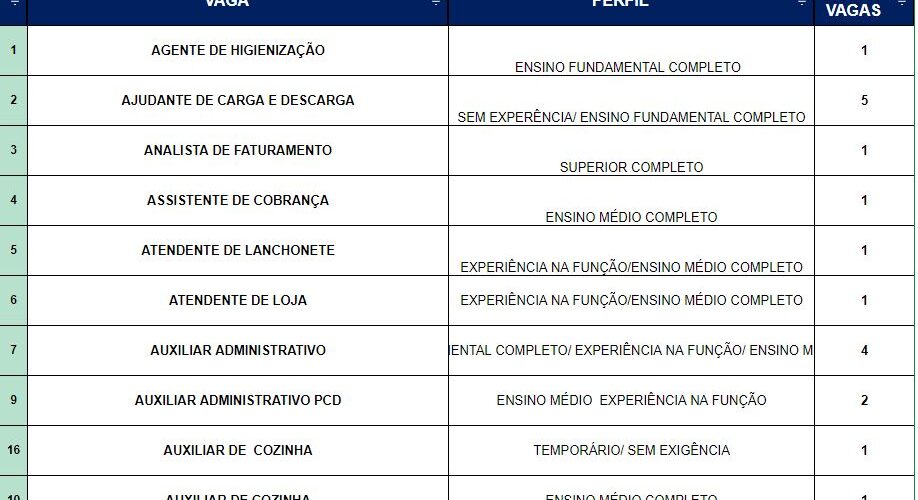 VAGA PERFIL
VAGAS
1 AGENTE DE HIGIENIZAÇÃO ENSINO FUNDAMENTAL COMPLETO 1
2 AJUDANTE DE CARGA E DESCARGA SEM EXPERÊNCIA/ ENSINO FUNDAMENTAL COMPLETO 5
3 ANALISTA DE FATURAMENTO SUPERIOR COMPLETO 1
4 ASSISTENTE DE COBRANÇA ENSINO MÉDIO COMPLETO 1
5 ATENDENTE DE LANCHONETE EXPERIÊNCIA NA FUNÇÃO/ENSINO MÉDIO COMPLETO 1
6 ATENDENTE DE LOJA EXPERIÊNCIA NA FUNÇÃO/ENSINO MÉDIO COMPLETO 1
7 AUXILIAR ADMINISTRATIVO ENTAL COMPLETO/ EXPERIÊNCIA NA FUNÇÃO/ ENSINO M 4
9 AUXILIAR ADMINISTRATIVO PCD ENSINO MÉDIO EXPERIÊNCIA NA FUNÇÃO 2
16 AUXILIAR DE COZINHA TEMPORÁRIO/ SEM EXIGÊNCIA 1
10 AUXILIAR DE COZINHA ENSINO MÉDIO COMPLETO 1